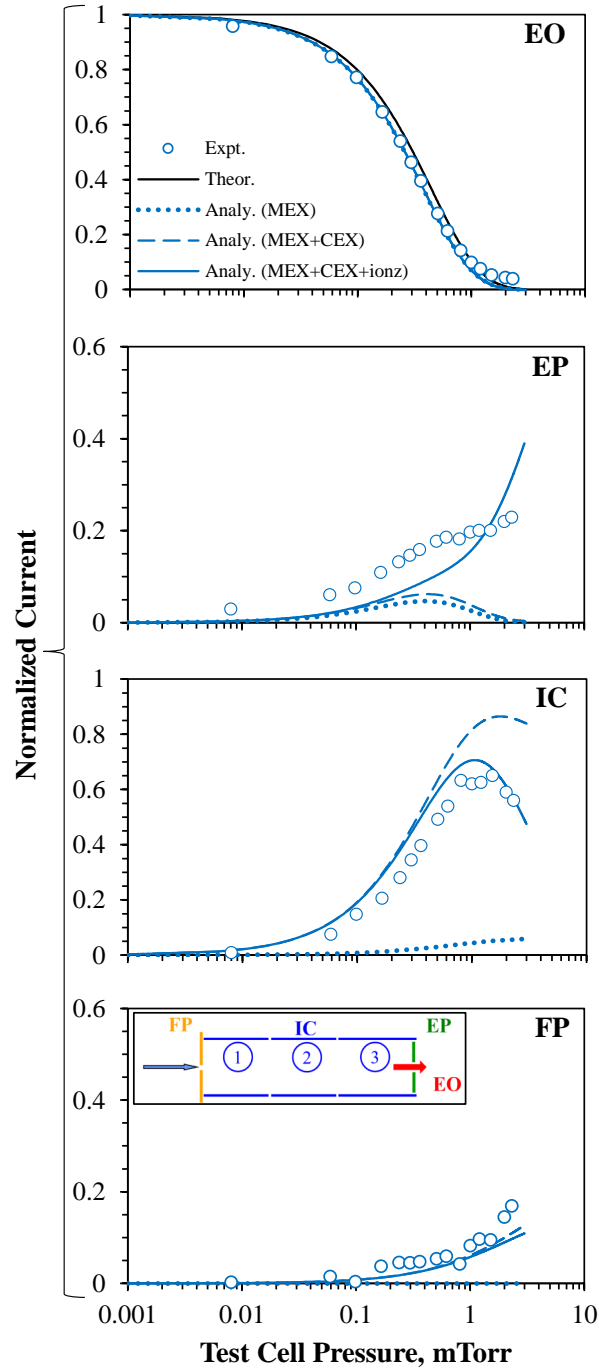 Normalized Current
1
0.8
0.6
0.4
0.2
0
EO
Expt.
Theor.
Analy. (MEX)
Analy. (MEX+CEX)
Analy. (MEX+CEX+ionz)
0.6
0.4
0.2
0
EP
1
0.8
0.6
0.4
0.2
0
IC
0.6
0.4
0.2
0
FP
FP IC EP
1 2 3
EO
0.001 0.01 0.1 1 10
Test Cell Pressure, mTorr